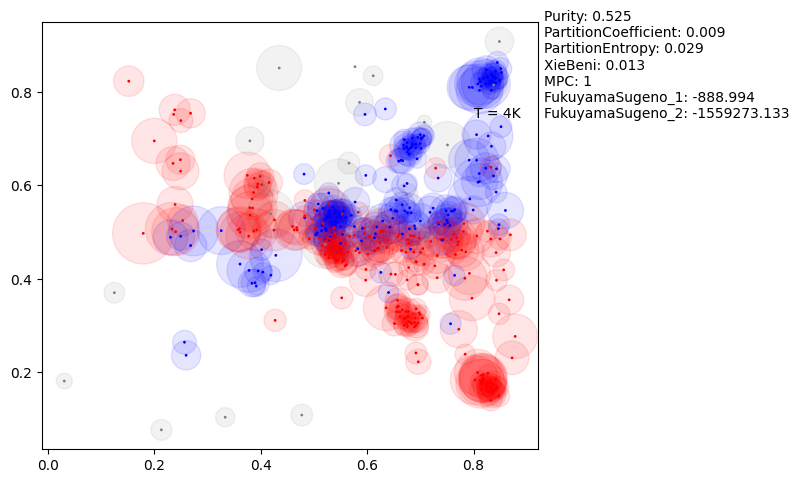 Purity: 0.525
PartitionCoefficient: 0.009
PartitionEntropy: 0.029
XieBeni: 0.013
MPC: 1
FukuyamaSugeno_1: -888.994
FukuyamaSugeno_2: -1559273.133
T = 4K
0.8
0.6
0.4
0.2
0.0
0.2
0.4
0.6
0.8